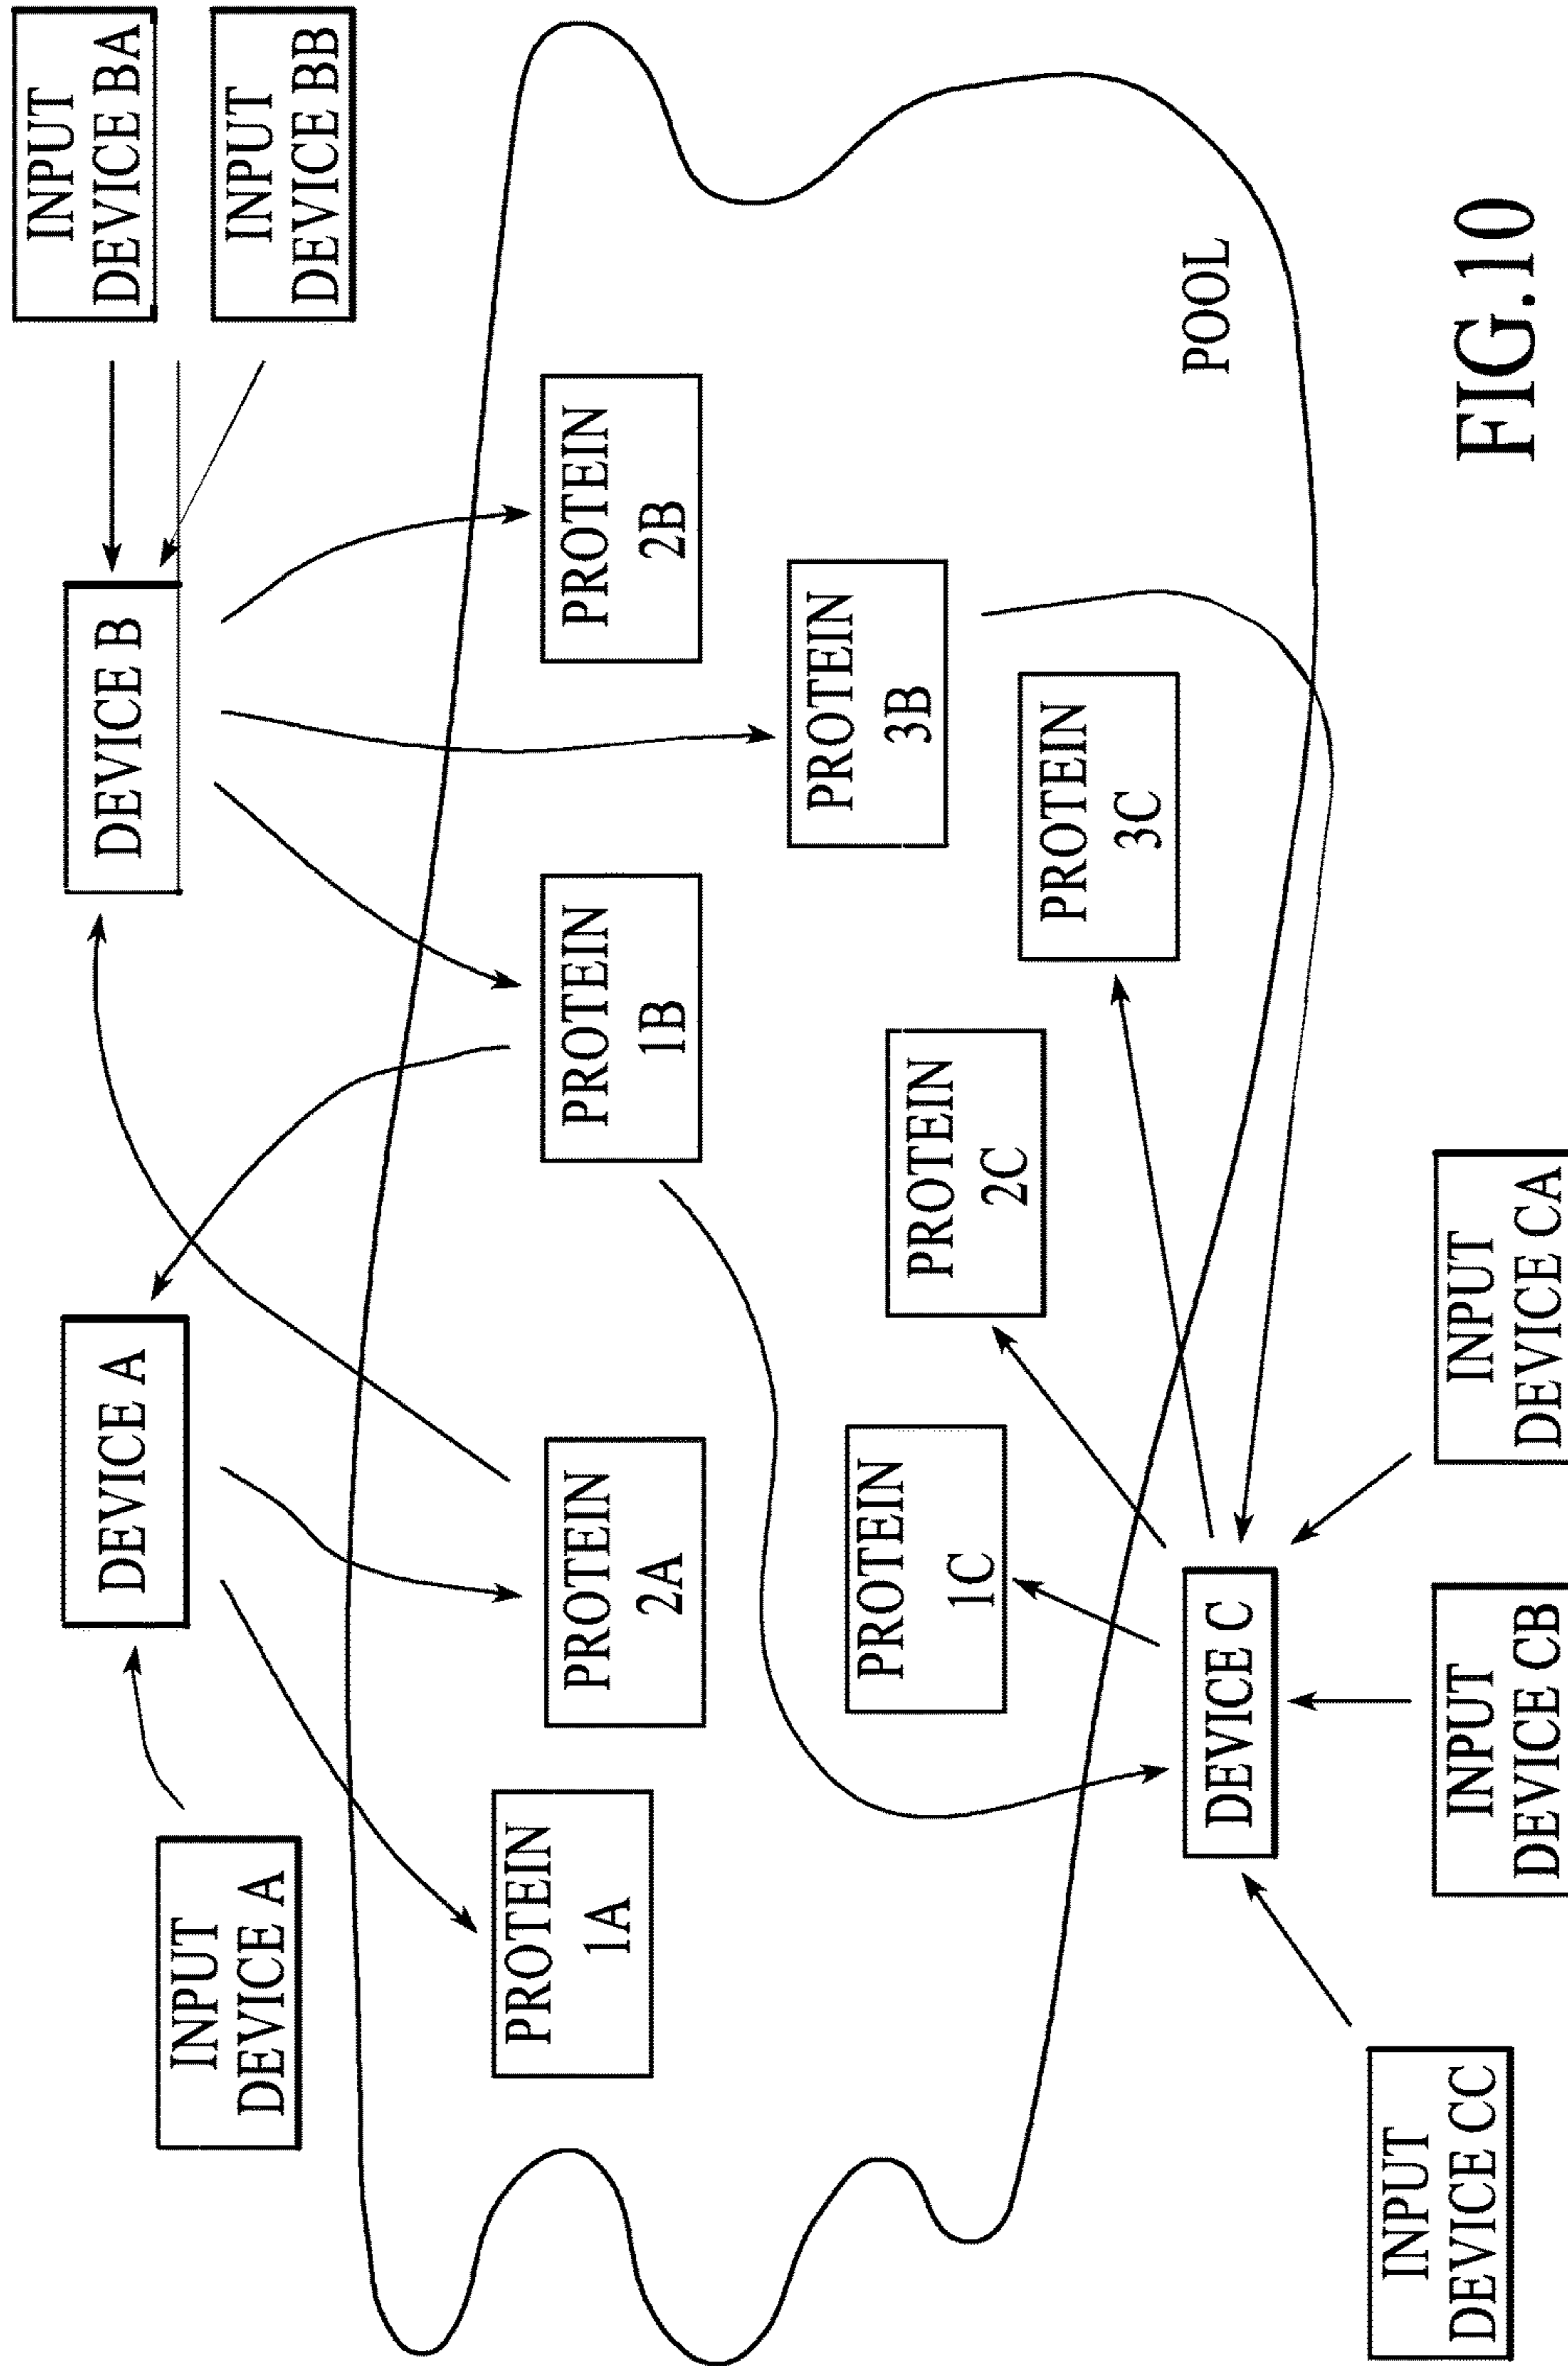 INPUT
DEVICE A
DEVICE A
DEVICE B
INPUT
DEVICE BA
INPUT
DEVICE BB
PROTEIN
1A
PROTEIN
2A
PROTEIN
1B
PROTEIN
2B
PROTEIN
3B
PROTEIN
1C
PROTEIN
2C
PROTEIN
3C
POOL
DEVICE C
INPUT
DEVICE CC
INPUT
DEVICE CB
INPUT
DEVICE CA
FIG.10